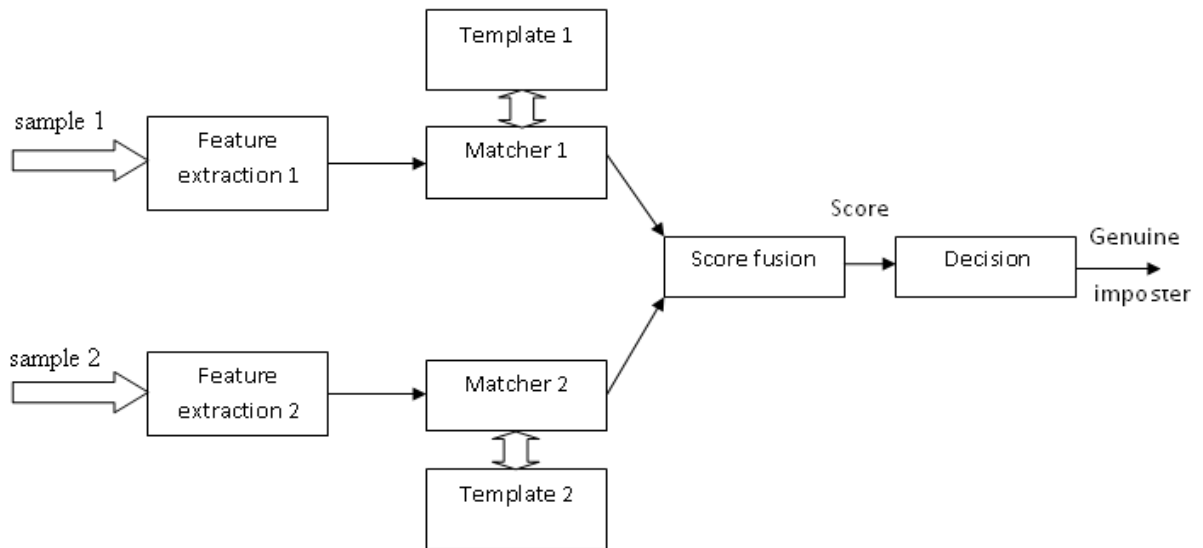 Template 1
sample 1
Feature
extraction 1
Matcher 1
Score
Score fusion
Decision
Genuine
imposter
sample 2
Feature
extraction 2
Matcher 2
Template 2